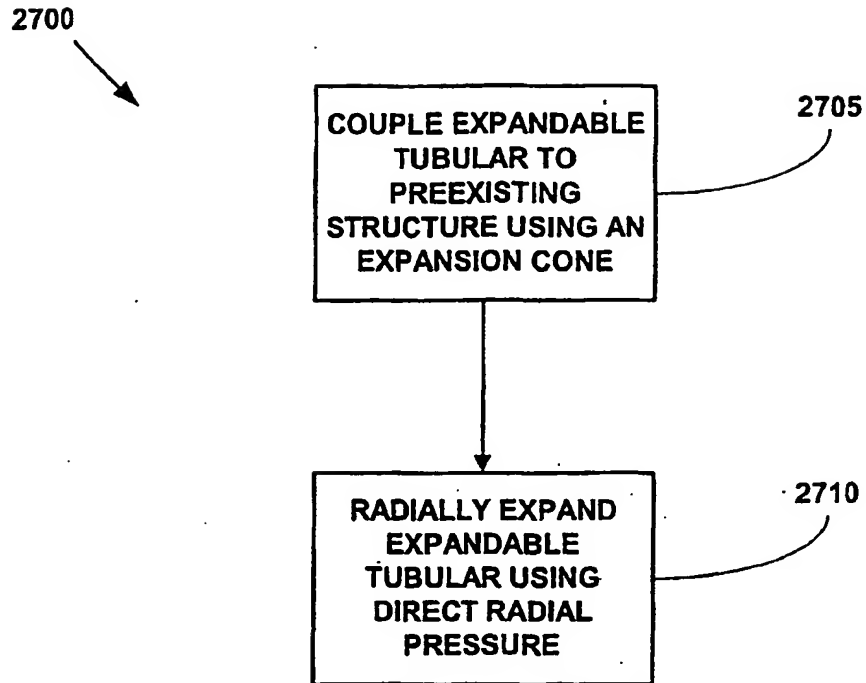 2700
COUPLE EXPANDABLE
TUBULAR TO
PREEXISTING
STRUCTURE USING AN
EXPANSION CONE
2705
RADIALLY EXPAND
EXPANDABLE
TUBULAR USING
DIRECT RADIAL
PRESSURE
2710